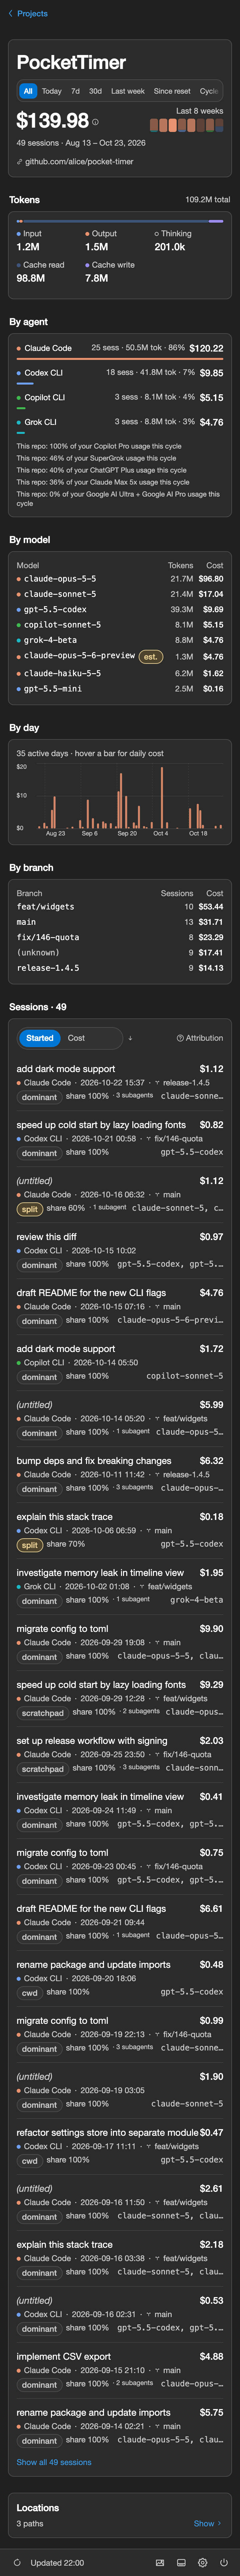 Projects
PocketTimer
All Today 7d 30d Last week Since reset Cycle
$139.98
Last 8 weeks
49 sessions · Aug 13 – Oct 23, 2026
github.com/alice/pocket-timer
Tokens 109.2M total
Input Output Thinking
1.2M 1.5M 201.0k
Cache read Cache write
98.8M 7.8M
By agent
Claude Code 25 sess · 50.5M tok · 86% $120.22
Codex CLI 18 sess · 41.8M tok · 7% $9.85
Copilot CLI 3 sess · 8.1M tok · 4% $5.15
Grok CLI 3 sess · 8.8M tok · 3% $4.76
This repo: 100% of your Copilot Pro usage this cycle
This repo: 46% of your SuperGrok usage this cycle
This repo: 40% of your ChatGPT Plus usage this cycle
This repo: 36% of your Claude Max 5x usage this cycle
This repo: 0% of your Google AI Ultra + Google AI Pro usage this
cycle
By model
Model Tokens Cost
claude-opus-5-5 21.7M $96.80
claude-sonnet-5 21.4M $17.04
gpt-5.5-codex 39.3M $9.69
copilot-sonnet-5 8.1M $5.15
grok-4-beta 8.8M $4.76
claude-opus-5-6-preview est. 1.3M $4.76
claude-haiku-5-5 6.2M $1.62
gpt-5.5-mini 2.5M $0.16
By day
35 active days · hover a bar for daily cost
$20
$10
$0
Aug 23 Sep 6 Sep 20 Oct 4 Oct 18
By branch
Branch Sessions Cost
feat/widgets 10 $53.44
main 13 $31.71
fix/146-quota 8 $23.29
(unknown) 9 $17.41
release-1.4.5 9 $14.13
Sessions · 49
Started Cost ↓ Attribution
add dark mode support $1.12
Claude Code · 2026-10-22 15:37 · release-1.4.5
dominant share 100% · 3 subagents claude-sonne…
speed up cold start by lazy loading fonts $0.82
Codex CLI · 2026-10-21 00:58 · fix/146-quota
dominant share 100% gpt-5.5-codex
(untitled) $1.12
Claude Code · 2026-10-16 06:32 · main
split share 60% · 1 subagent claude-sonnet-5, c…
review this diff $0.97
Codex CLI · 2026-10-15 10:02
dominant share 100% gpt-5.5-codex, gpt-5.…
draft README for the new CLI flags $4.76
Claude Code · 2026-10-15 07:16 · main
dominant share 100% claude-opus-5-6-previ…
add dark mode support $1.72
Copilot CLI · 2026-10-14 05:50
dominant share 100% copilot-sonnet-5
(untitled) $5.99
Claude Code · 2026-10-14 05:20 · feat/widgets
dominant share 100% · 1 subagent claude-opus-5…
bump deps and fix breaking changes $6.32
Claude Code · 2026-10-11 11:42 · release-1.4.5
dominant share 100% · 3 subagents claude-opus-…
explain this stack trace $0.18
Codex CLI · 2026-10-06 06:59 · main
split share 70% gpt-5.5-codex
investigate memory leak in timeline view $1.95
Grok CLI · 2026-10-02 01:08 · feat/widgets
dominant share 100% · 1 subagent grok-4-beta
migrate config to toml $9.90
Claude Code · 2026-09-29 19:08 · main
dominant share 100% claude-opus-5-5, clau…
speed up cold start by lazy loading fonts $9.29
Claude Code · 2026-09-29 12:28 · feat/widgets
scratchpad share 100% · 2 subagents claude-opus…
set up release workflow with signing $2.03
Claude Code · 2026-09-25 23:50 · fix/146-quota
scratchpad share 100% · 3 subagents claude-sonn…
investigate memory leak in timeline view $0.41
Codex CLI · 2026-09-24 11:49 · main
dominant share 100% gpt-5.5-codex, gpt-5.…
migrate config to toml $0.75
Codex CLI · 2026-09-23 00:45 · fix/146-quota
dominant share 100% gpt-5.5-codex, gpt-5.…
draft README for the new CLI flags $6.61
Claude Code · 2026-09-21 09:44
dominant share 100% · 1 subagent claude-opus-5…
rename package and update imports $0.48
Codex CLI · 2026-09-20 18:06
cwd share 100% gpt-5.5-codex
migrate config to toml $0.99
Claude Code · 2026-09-19 22:13 · fix/146-quota
dominant share 100% · 3 subagents claude-sonne…
(untitled) $1.90
Claude Code · 2026-09-19 03:05
dominant share 100% claude-sonnet-5
refactor settings store into separate module $0.47
Codex CLI · 2026-09-17 11:11 · feat/widgets
cwd share 100% gpt-5.5-codex
(untitled) $2.61
Claude Code · 2026-09-16 11:50 · feat/widgets
dominant share 100% claude-sonnet-5, clau…
explain this stack trace $2.18
Claude Code · 2026-09-16 03:38 · feat/widgets
dominant share 100% claude-sonnet-5, clau…
(untitled) $0.53
Codex CLI · 2026-09-16 02:31 · main
dominant share 100% gpt-5.5-codex, gpt-5.…
implement CSV export $4.88
Claude Code · 2026-09-15 21:10 · main
dominant share 100% · 2 subagents claude-opus-…
rename package and update imports $5.75
Claude Code · 2026-09-14 02:21 · main
dominant share 100% claude-opus-5-5, clau…
Show all 49 sessions
Locations
3 paths Show
Updated 22:00